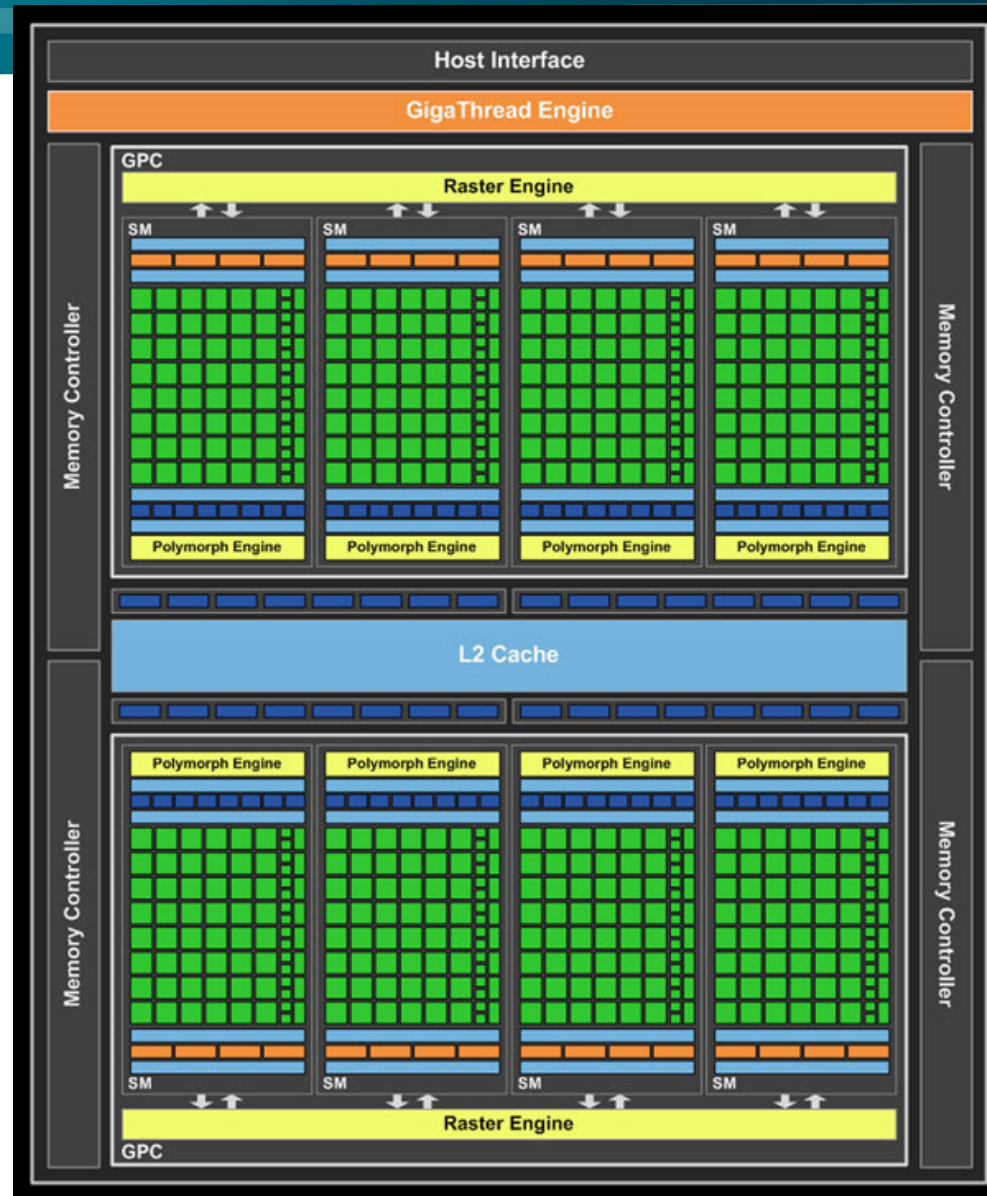 Host Interface
GigaThread Engine
GPC
Raster Engine
SM SM SM SM
Memory Controller
Memory Controller
Polymorph Engine Polymorph Engine Polymorph Engine Polymorph Engine
L2 Cache
Polymorph Engine Polymorph Engine Polymorph Engine Polymorph Engine
Memory Controller
Memory Controller
SM SM SM SM
Raster Engine
GPC